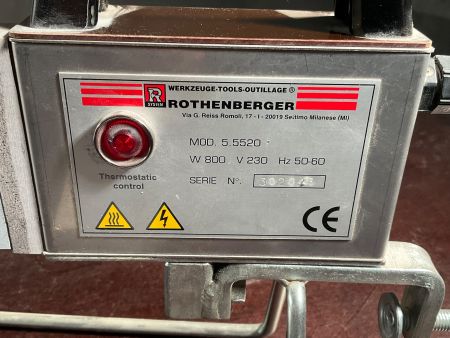 WERKZEUGE-TOOLS-OUTILLAGE ®
R SYSTEM ROTHENBERGER
Via G. Reiss Romoli, 17 - I - 20019 Settimo Milanese (MI)
MOD. 5.5520
W 800 V 230 Hz 50-60
SERIE N°.
Thermostatic
control
CE